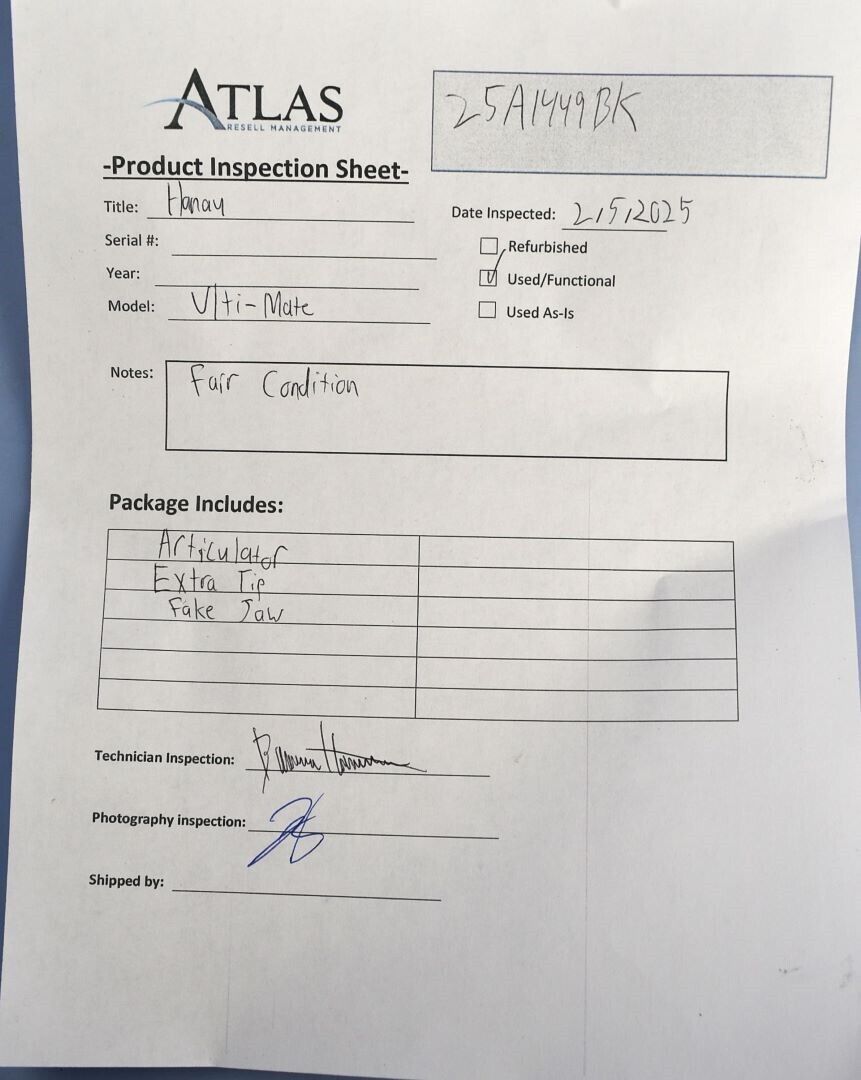 ATLAS
RESELL MANAGEMENT
25A1449BK
-Product Inspection Sheet-
Title: Hanau
Date Inspected: 2/5/2025
Serial #:
Refurbished
Year:
Used/Functional
Model: Ulti-Mate
Used As-Is
Notes: Fair Condition
Package Includes:
Articulator
Extra Tip
Fake Jaw
Technician Inspection:
Photography inspection:
Shipped by: